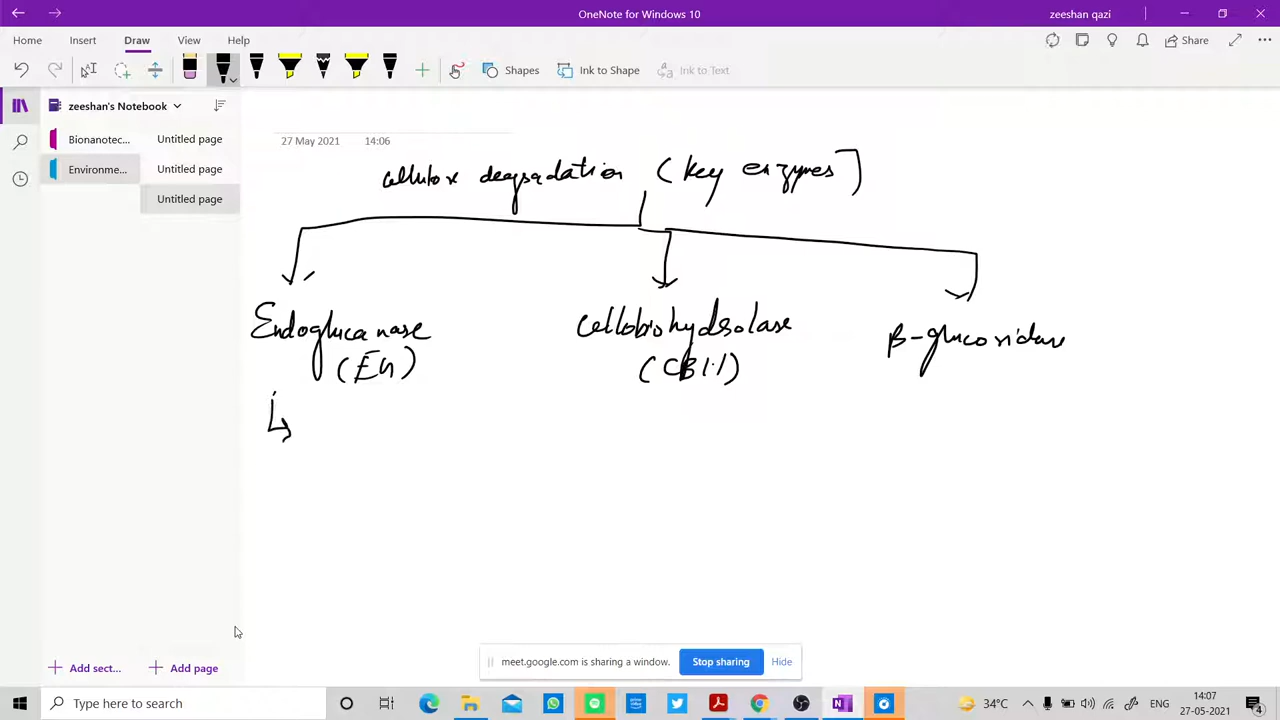 OneNote for Windows 10
zeeshan qazi
Home Insert Draw View Help
Share
Shapes
Ink to Shape
Ink to Text
zeeshan's Notebook
Bionanotec...
Environme...
Untitled page
Untitled page
Untitled page
27 May 2021 14:06
cellulose degradation (key enzymes]
Endoglucanase
(EG)
cellobiohydrolase
(CBH)
β-glucosidase
Add sect...
Add page
meet.google.com is sharing a window.
Stop sharing
Hide
Type here to search
34°C
ENG
14:07
27-05-2021
4